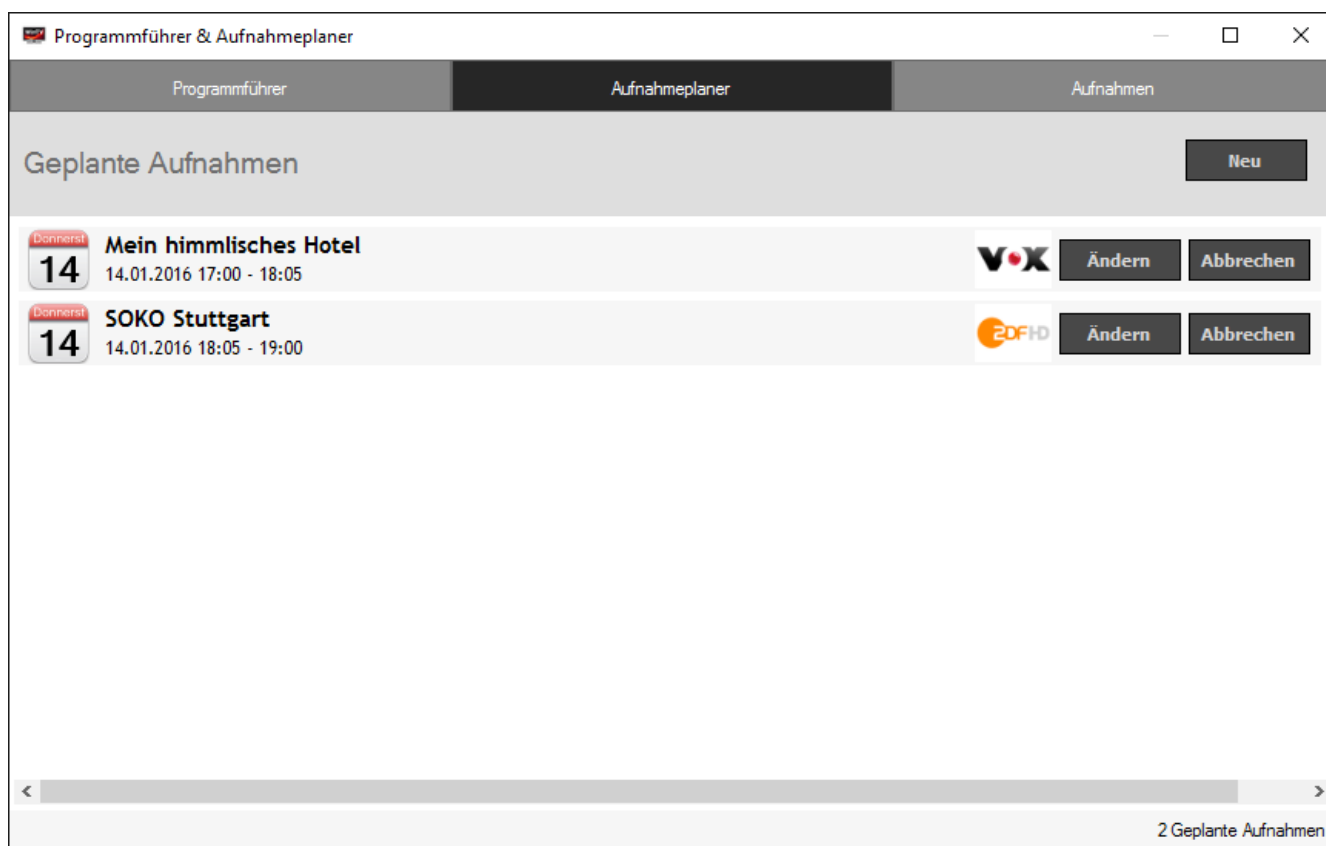 Programmführer & Aufnahmeplaner
Programmführer Aufnahmeplaner Aufnahmen
Geplante Aufnahmen Neu
Donnerst
14
Mein himmlisches Hotel
14.01.2016 17:00 - 18:05
VOX Ändern Abbrechen
Donnerst
14
SOKO Stuttgart
14.01.2016 18:05 - 19:00
2DFHD Ändern Abbrechen
2 Geplante Aufnahmen